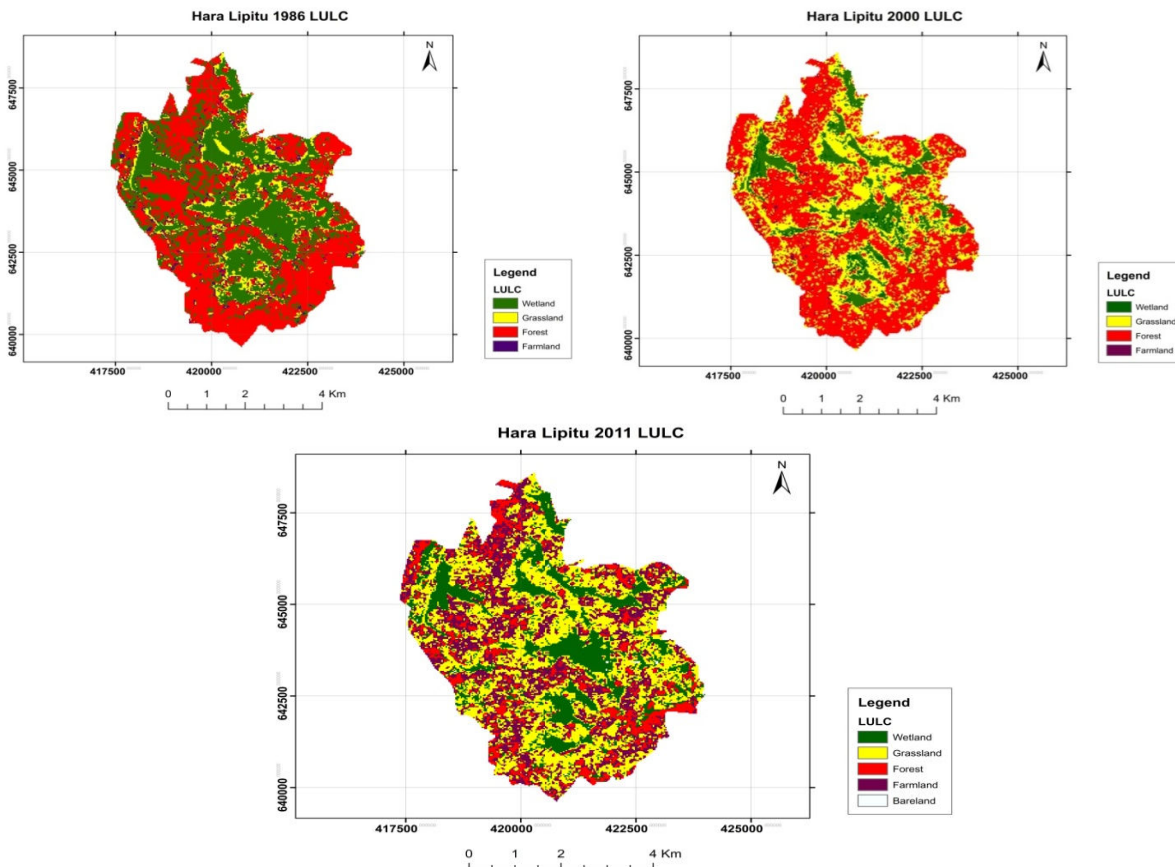 Hara Lipitu 1986 LULC
N
647500
645000
642500
640000
417500 420000 422500 425000
0 1 2 4 Km
Legend
LULC
Wetland
Grassland
Forest
Farmland
Hara Lipitu 2000 LULC
N
647500
645000
642500
640000
417500 420000 422500 425000
0 1 2 4 Km
Legend
LULC
Wetland
Grassland
Forest
Farmland
Hara Lipitu 2011 LULC
N
647500
645000
642500
640000
417500 420000 422500 425000
0 1 2 4 Km
Legend
LULC
Wetland
Grassland
Forest
Farmland
Bareland